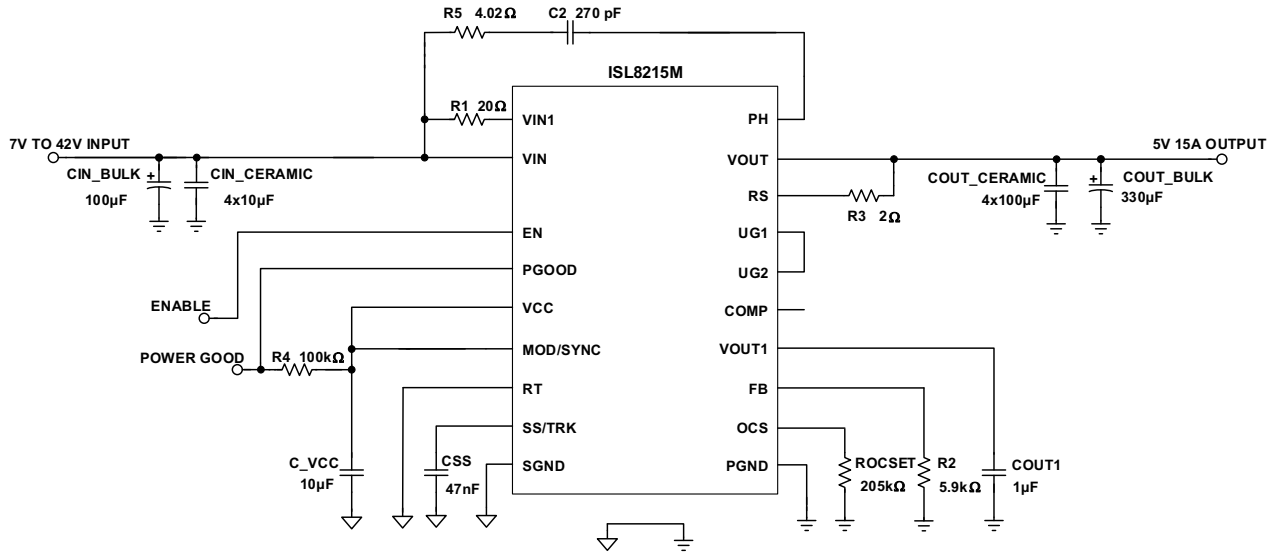 R5 4.02Ω
C2 270 pF
ISL8215M
R1 20Ω
VIN1
PH
7V TO 42V INPUT
VIN
VOUT
5V 15A OUTPUT
CIN_BULK
100µF
+
CIN_CERAMIC
4x10µF
RS
R3 2Ω
COUT_CERAMIC
4x100µF
+
COUT_BULK
330µF
EN
UG1
PGOOD
UG2
ENABLE
VCC
COMP
POWER GOOD
R4 100kΩ
MOD/SYNC
VOUT1
RT
FB
SS/TRK
OCS
C_VCC
10µF
CSS
47nF
SGND
PGND
ROCSET
205kΩ
R2
5.9kΩ
COUT1
1µF